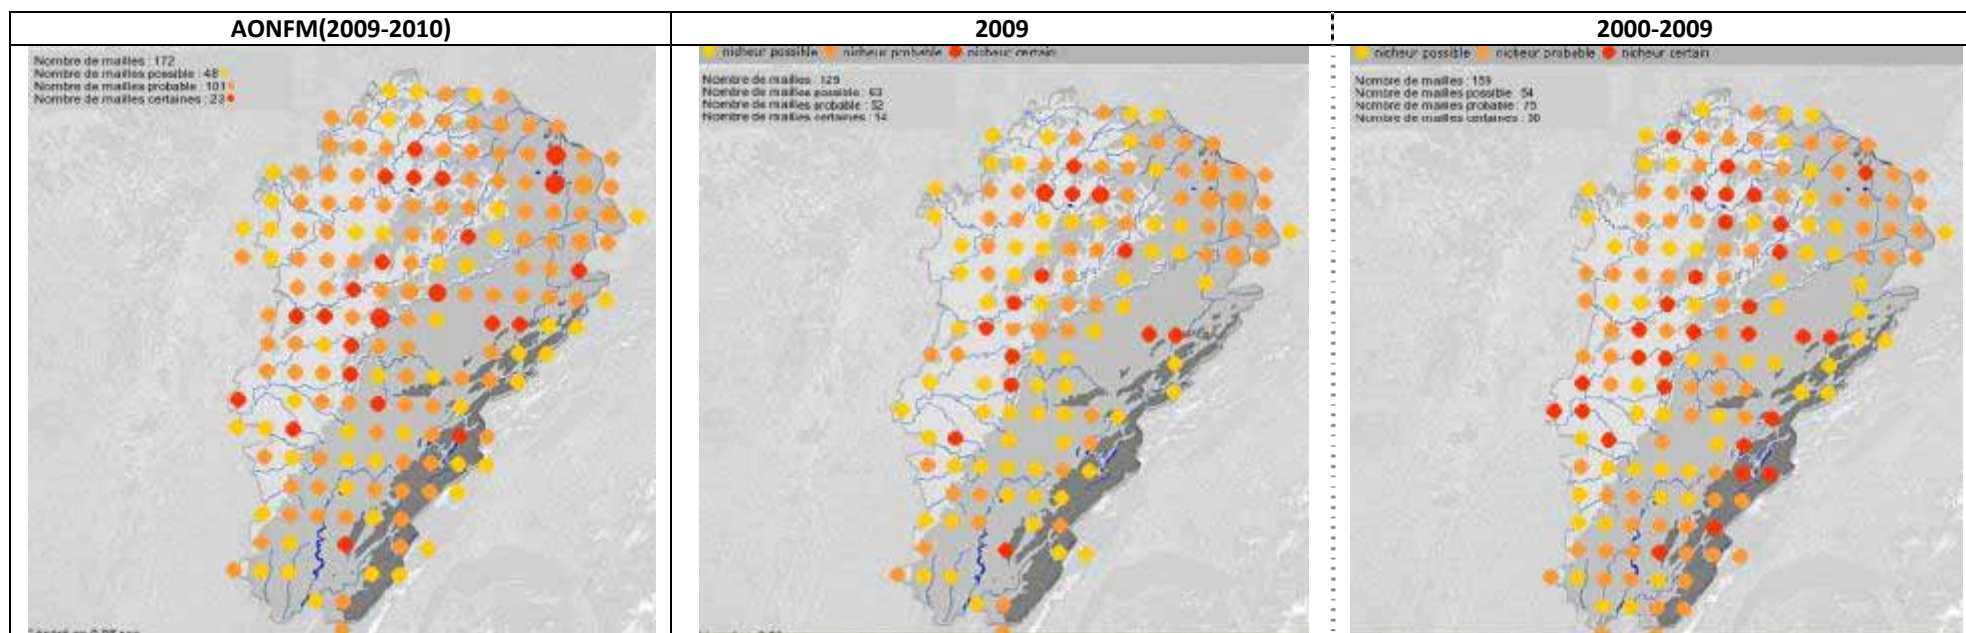 AONFM(2009-2010)
2009
2000-2009
Nombre de mailles : 172
Nombre de mailles possible : 48
Nombre de mailles probable : 101
Nombre de mailles certaines : 23
nicheur possible nicheur probable nicheur certain
Nombre de mailles : 129
Nombre de mailles possible : 63
Nombre de mailles probable : 52
Nombre de mailles certaines : 14
nicheur possible nicheur probable nicheur certain
Nombre de mailles : 159
Nombre de mailles possible : 54
Nombre de mailles probable : 75
Nombre de mailles certaines : 30